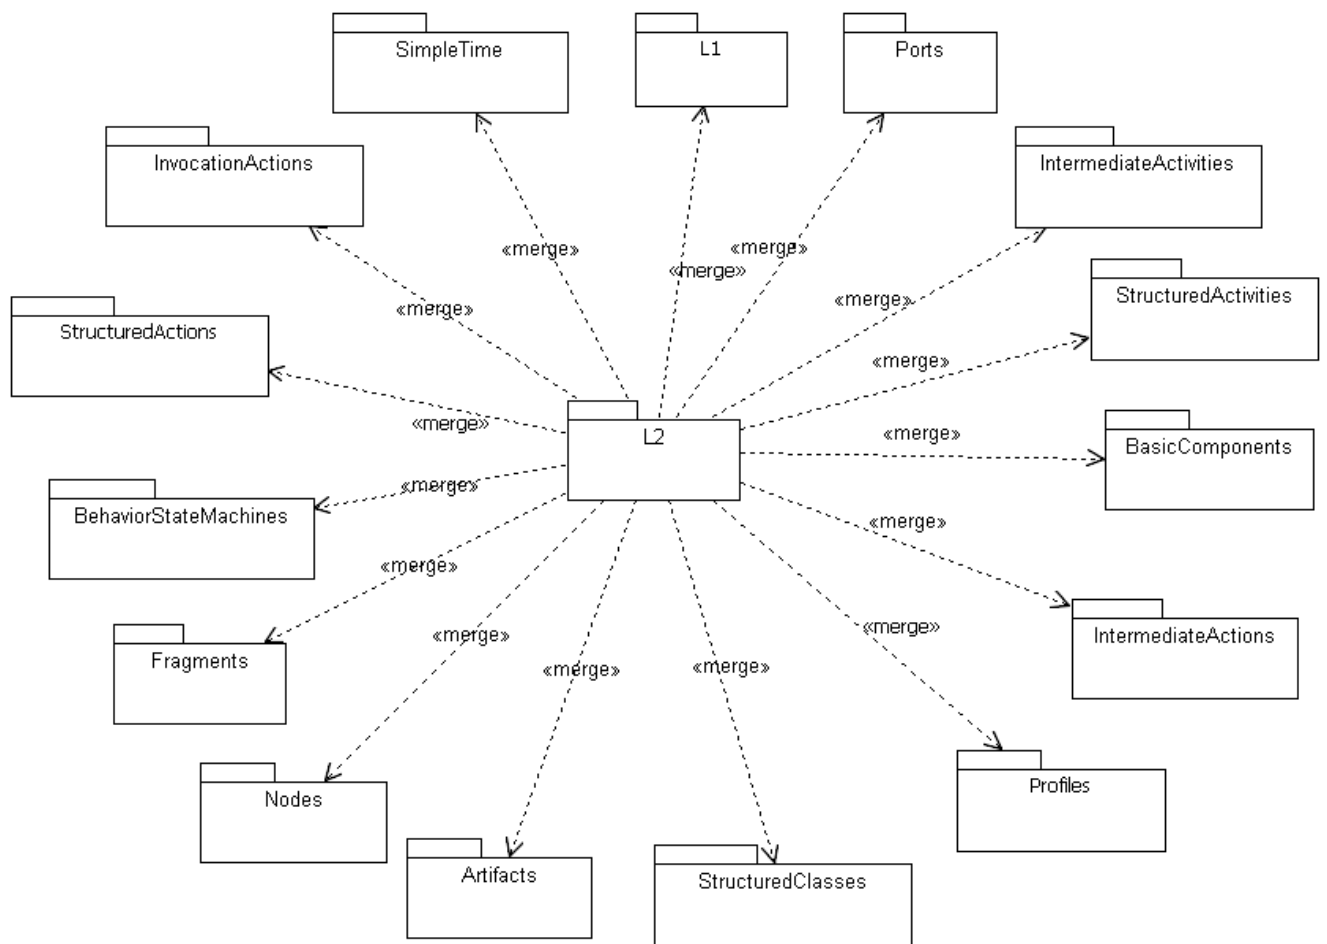 SimpleTime
L1
Ports
InvocationActions
IntermediateActivities
«merge»
«merge»
«merge»
StructuredActivities
«merge»
«merge»
StructuredActions
«merge»
«merge»
L2
«merge»
BasicComponents
«merge»
BehaviorStateMachines
«merge»
«merge»
IntermediateActions
«merge»
«merge»
Fragments
«merge»
«merge»
Profiles
Nodes
Artifacts
StructuredClasses